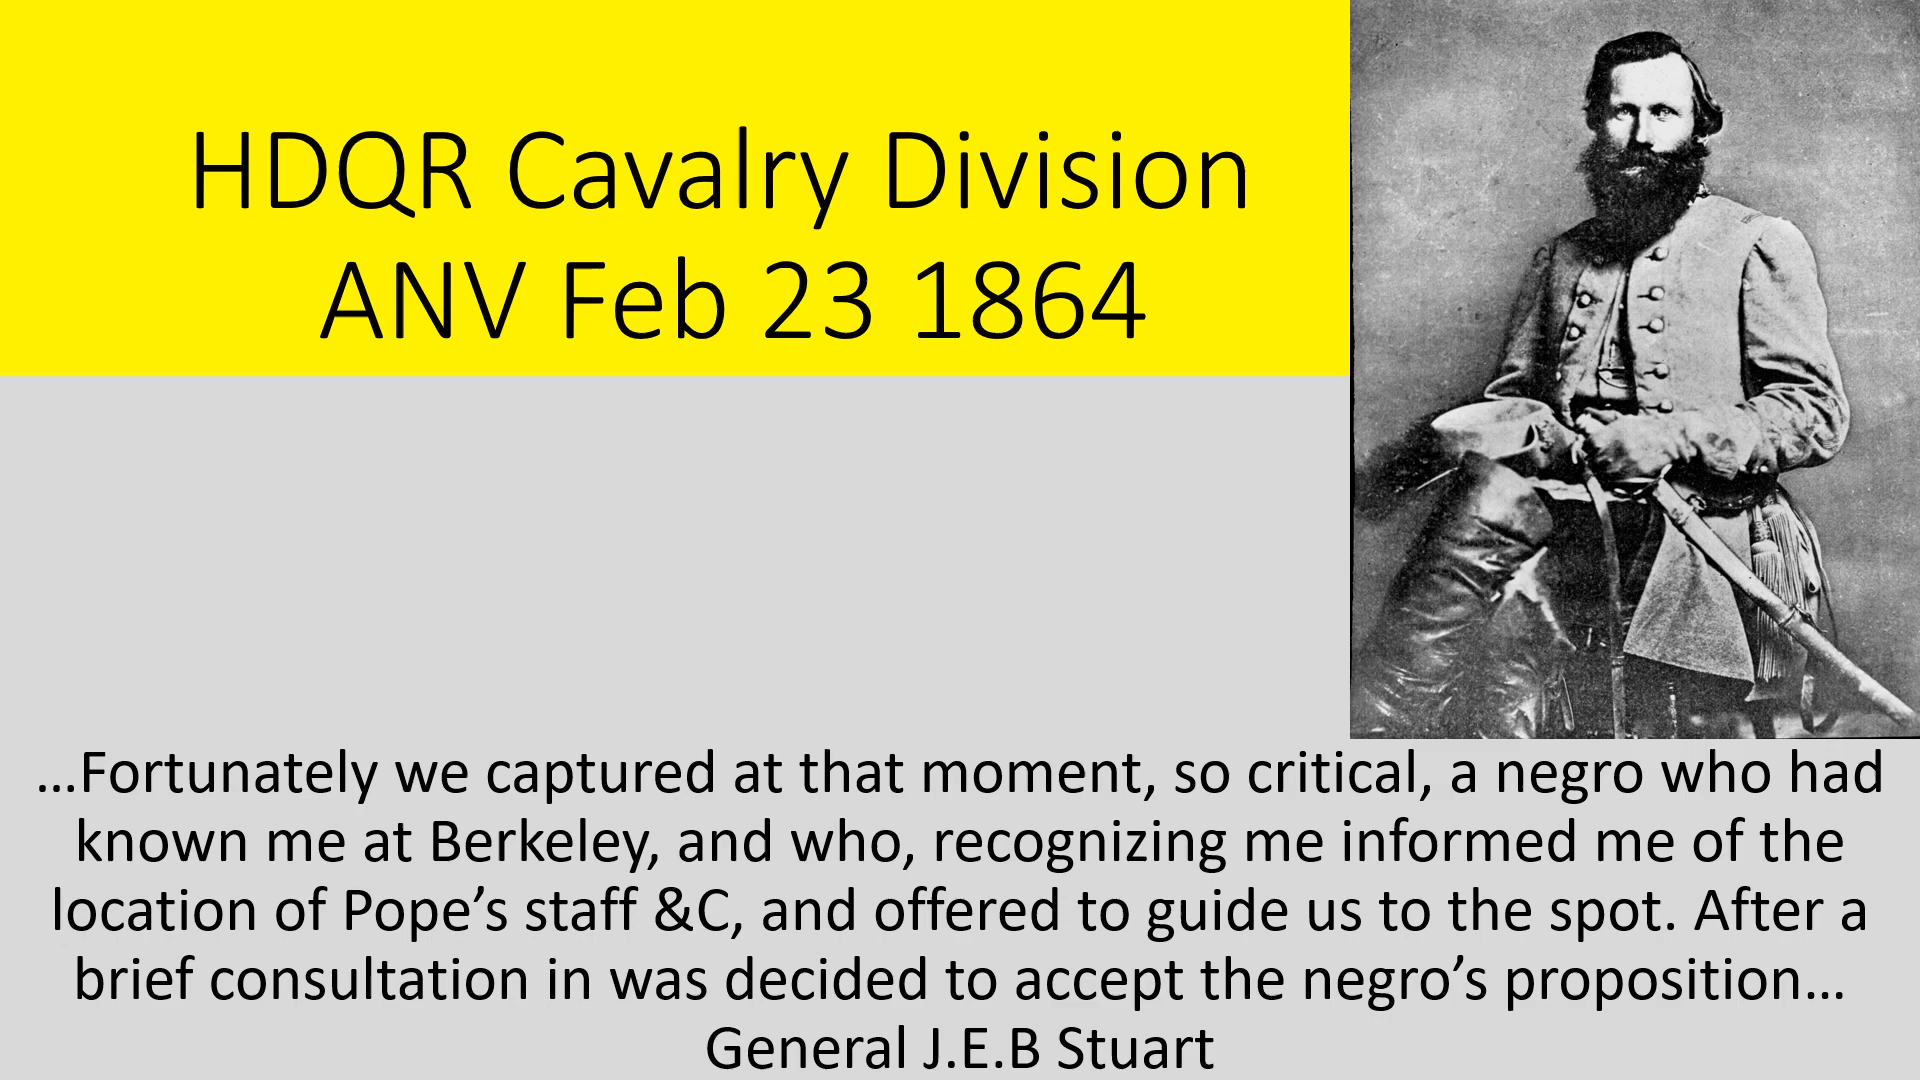 HDQR Cavalry Division
ANV Feb 23 1864
…Fortunately we captured at that moment, so critical, a negro who had
known me at Berkeley, and who, recognizing me informed me of the
location of Pope’s staff &C, and offered to guide us to the spot. After a
brief consultation in was decided to accept the negro’s proposition…
General J.E.B Stuart